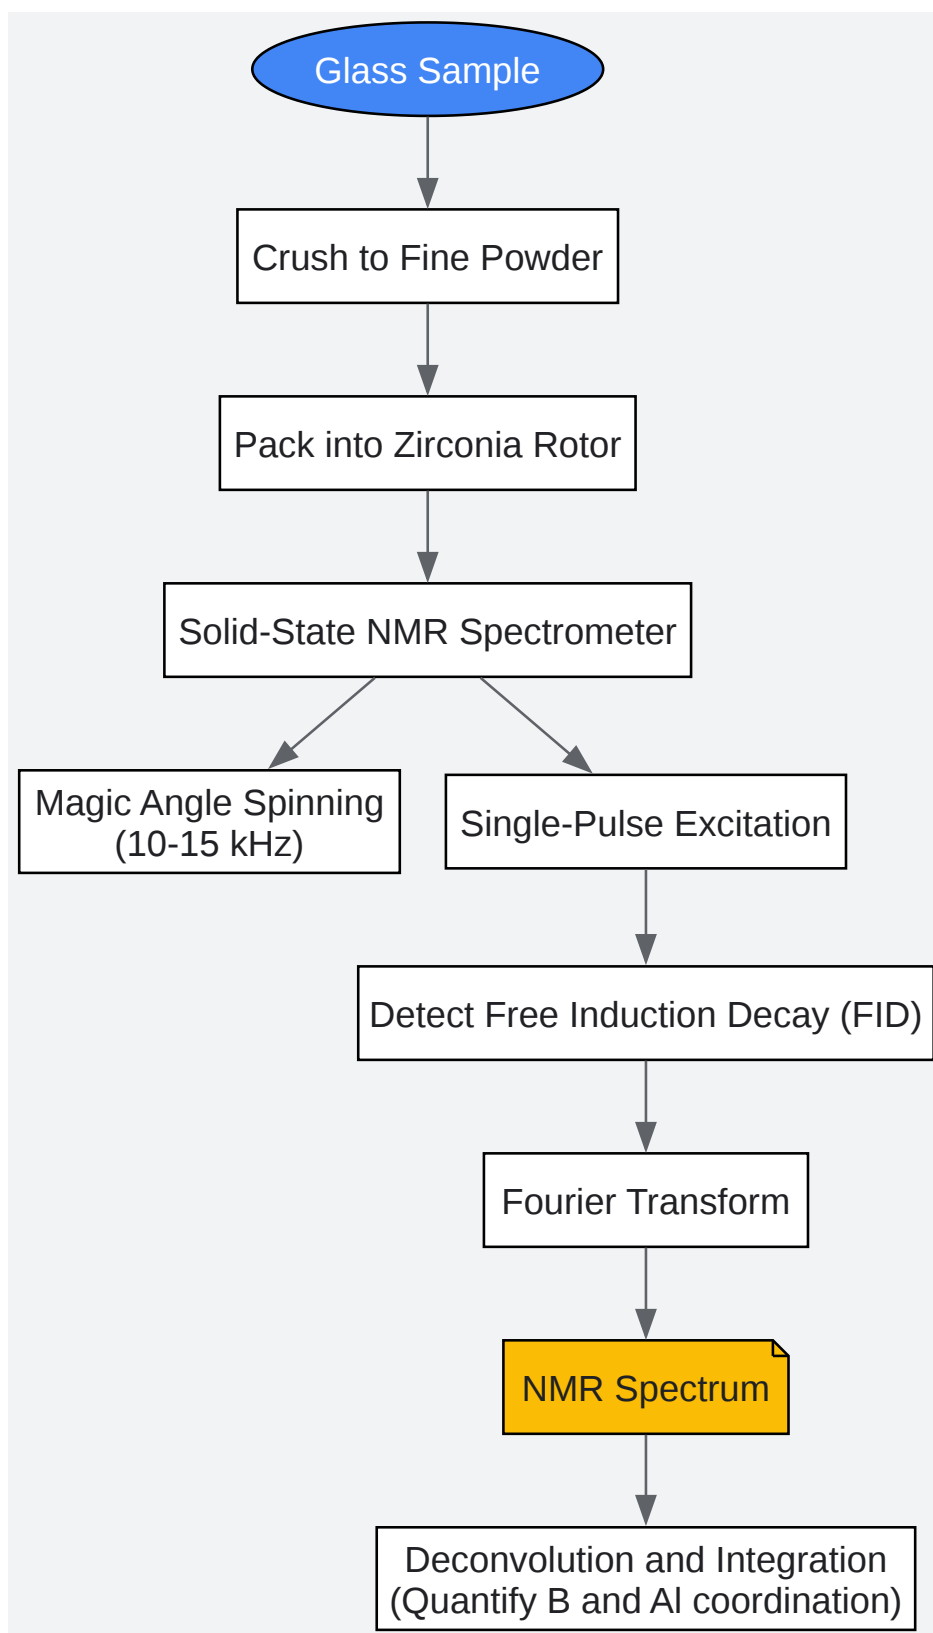 Glass Sample
Crush to Fine Powder
Pack into Zirconia Rotor
Solid-State NMR Spectrometer
Magic Angle Spinning
(10-15 kHz)
Single-Pulse Excitation
Detect Free Induction Decay (FID)
Fourier Transform
NMR Spectrum
Deconvolution and Integration
(Quantify B and Al coordination)